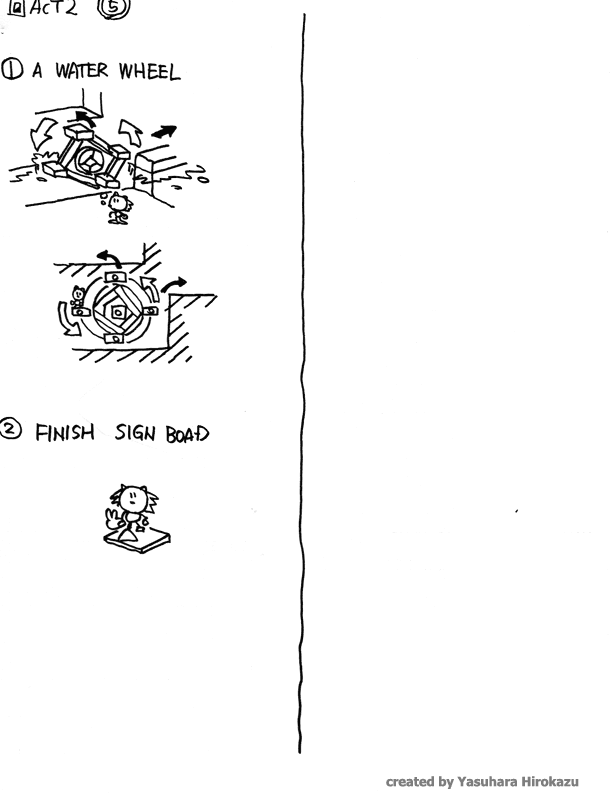 ACT2 ⑤
① A WATER WHEEL
② FINISH SIGN BOAD
created by Yasuhara Hirokazu